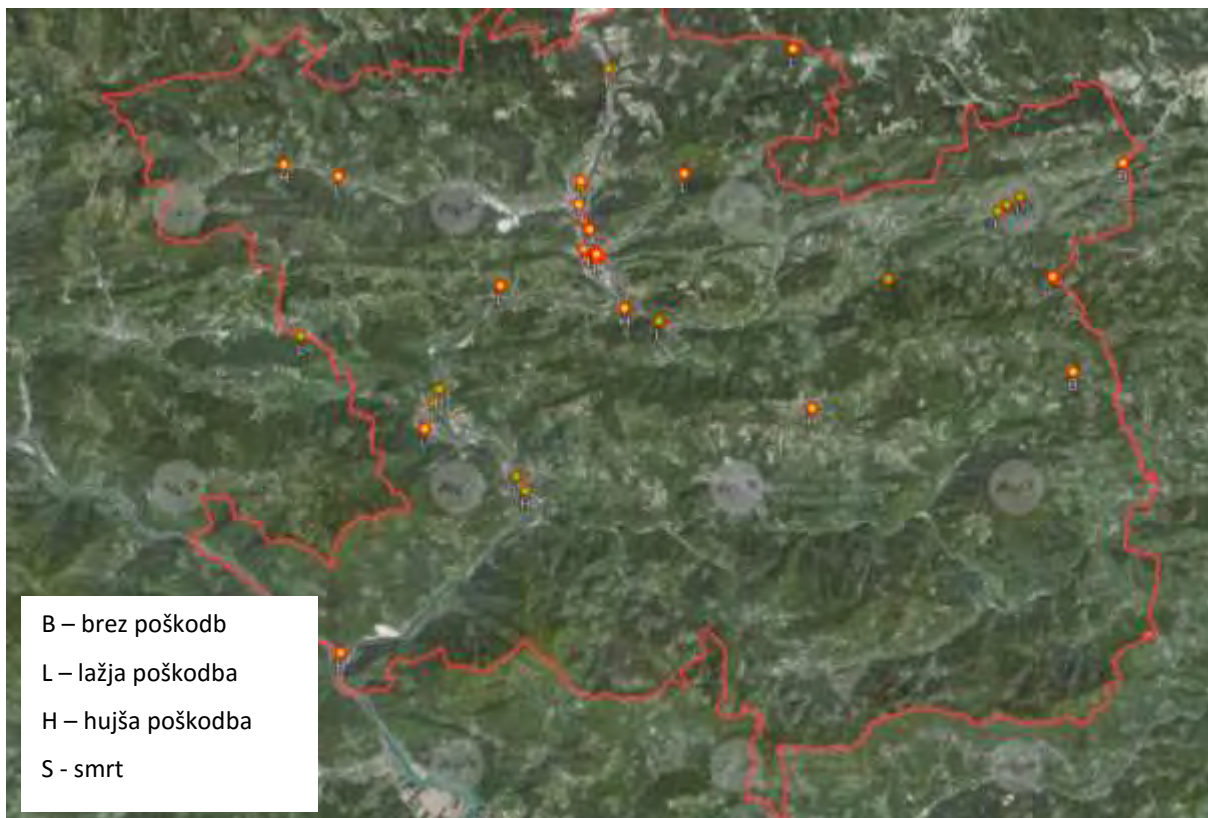 B – brez poškodb
L – lažja poškodba
H – hujša poškodba
S - smrt